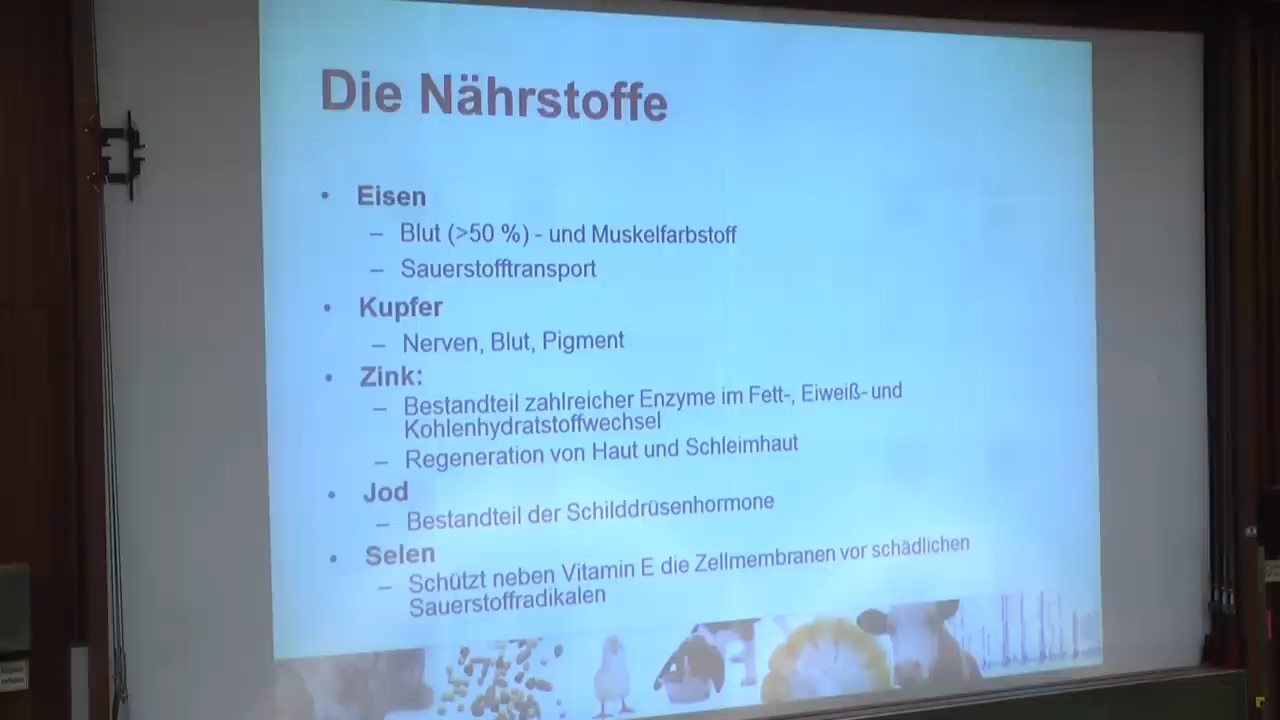 Die Nährstoffe
• Eisen
– Blut (>50 %) - und Muskelfarbstoff
– Sauerstofftransport
• Kupfer
– Nerven, Blut, Pigment
• Zink:
– Bestandteil zahlreicher Enzyme im Fett-, Eiweiß- und
Kohlenhydratstoffwechsel
– Regeneration von Haut und Schleimhaut
• Jod
– Bestandteil der Schilddrüsenhormone
• Selen
– Schützt neben Vitamin E die Zellmembranen vor schädlichen
Sauerstoffradikalen